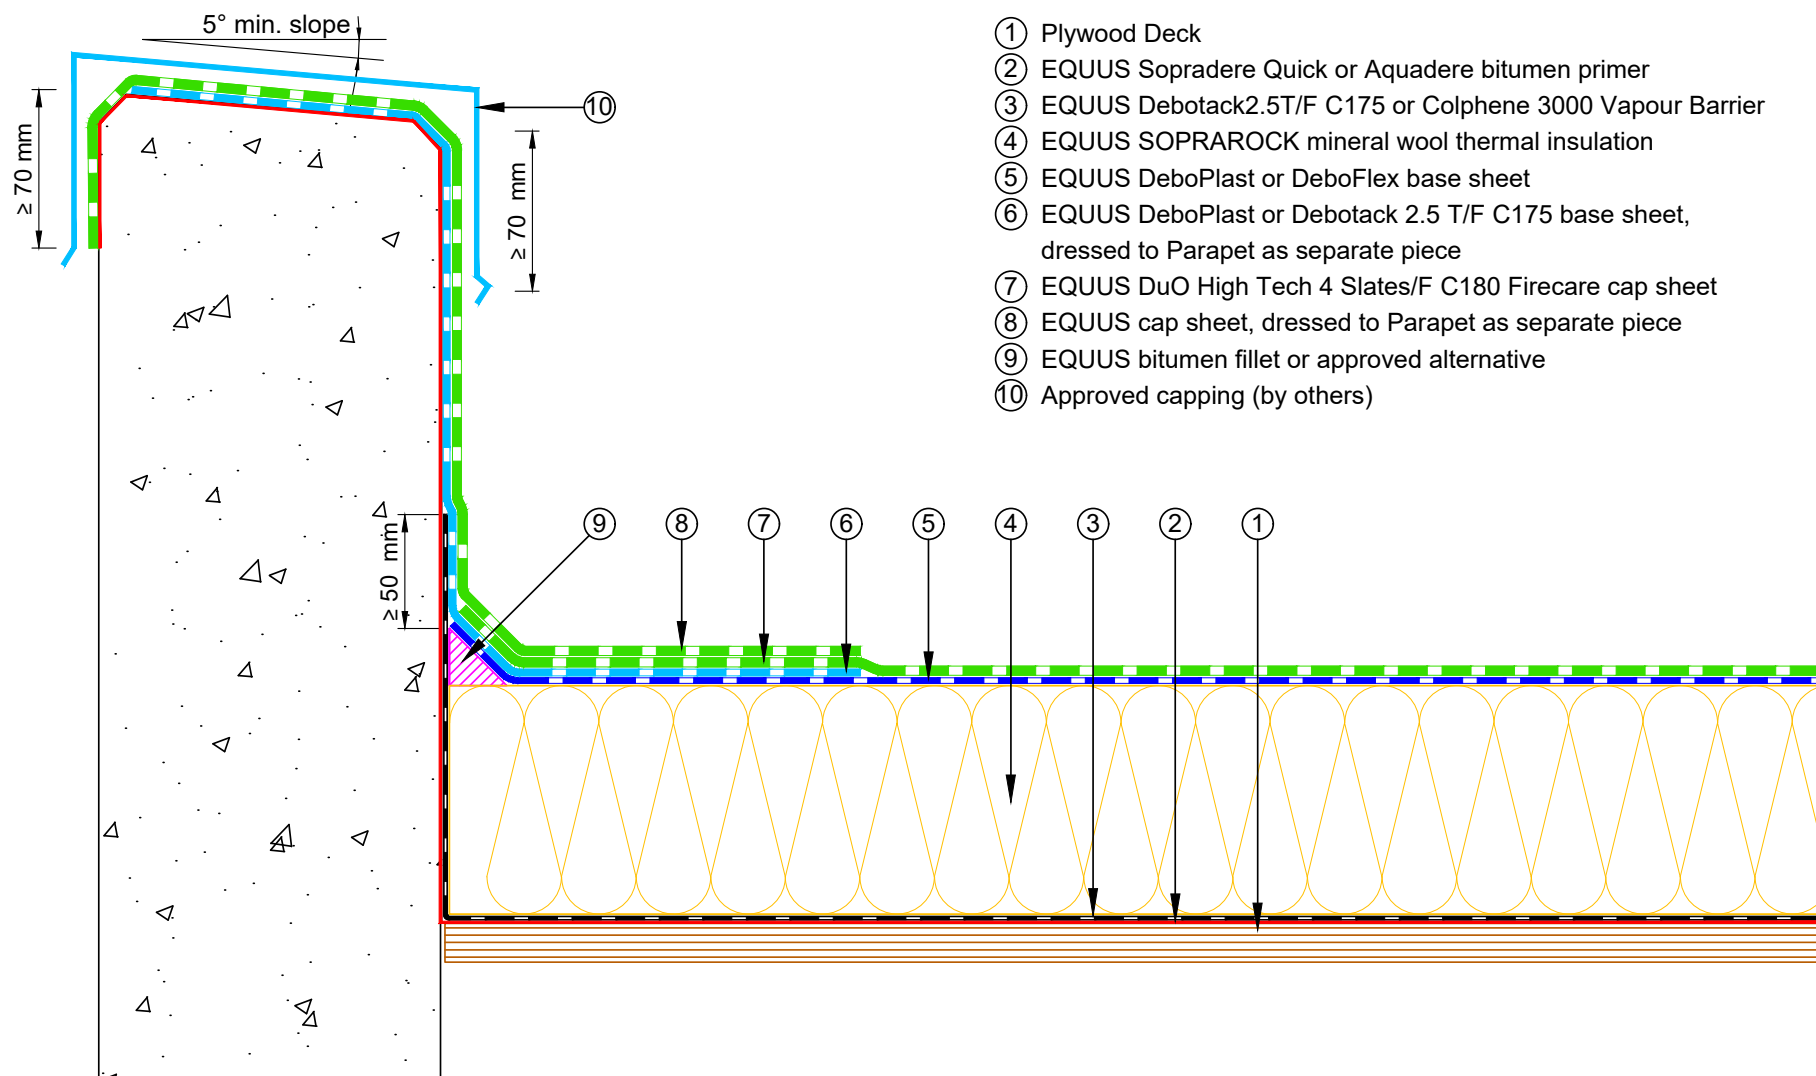 5° min. slope
① Plywood Deck
② EQUUS Sopradere Quick or Aquadere bitumen primer
③ EQUUS Debotack2.5T/F C175 or Colphene 3000 Vapour Barrier
④ EQUUS SOPRAROCK mineral wool thermal insulation
⑤ EQUUS DeboPlast or DeboFlex base sheet
⑥ EQUUS DeboPlast or Debotack 2.5 T/F C175 base sheet,
dressed to Parapet as separate piece
⑦ EQUUS DuO High Tech 4 Slates/F C180 Firecare cap sheet
⑧ EQUUS cap sheet, dressed to Parapet as separate piece
⑨ EQUUS bitumen fillet or approved alternative
⑩ Approved capping (by others)
⑩
≥ 70 mm
≥ 70 mm
≥ 50 mm
⑨ ⑧ ⑦ ⑥ ⑤ ④ ③ ② ①